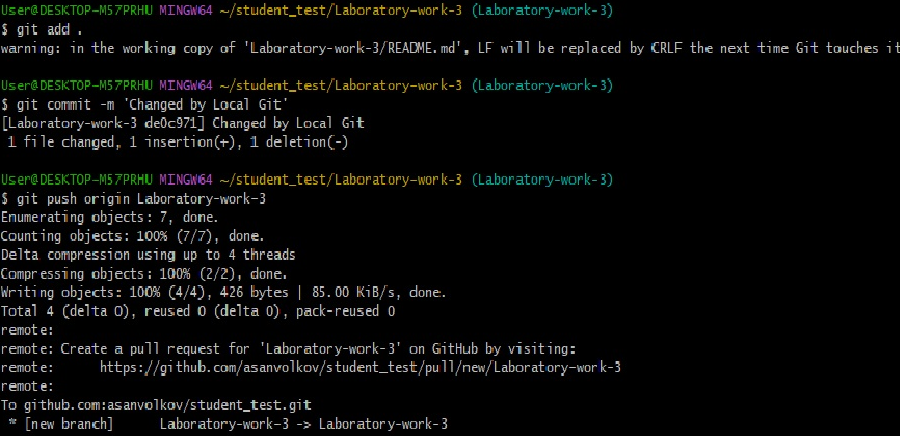 User@DESKTOP-M57PRHU MINGW64 ~/student_test/Laboratory-work-3 (Laboratory-work-3)
$ git add .
warning: in the working copy of 'Laboratory-work-3/README.md', LF will be replaced by CRLF the next time Git touches it
User@DESKTOP-M57PRHU MINGW64 ~/student_test/Laboratory-work-3 (Laboratory-work-3)
$ git commit -m 'Changed by Local Git'
[Laboratory-work-3 de0c971] Changed by Local Git
1 file changed, 1 insertion(+), 1 deletion(-)
User@DESKTOP-M57PRHU MINGW64 ~/student_test/Laboratory-work-3 (Laboratory-work-3)
$ git push origin Laboratory-work-3
Enumerating objects: 7, done.
Counting objects: 100% (7/7), done.
Delta compression using up to 4 threads
Compressing objects: 100% (2/2), done.
Writing objects: 100% (4/4), 426 bytes | 85.00 KiB/s, done.
Total 4 (delta 0), reused 0 (delta 0), pack-reused 0
remote:
remote: Create a pull request for 'Laboratory-work-3' on GitHub by visiting:
remote:      https://github.com/asanvolkov/student_test/pull/new/Laboratory-work-3
remote:
To github.com:asanvolkov/student_test.git
* [new branch]      Laboratory-work-3 -> Laboratory-work-3